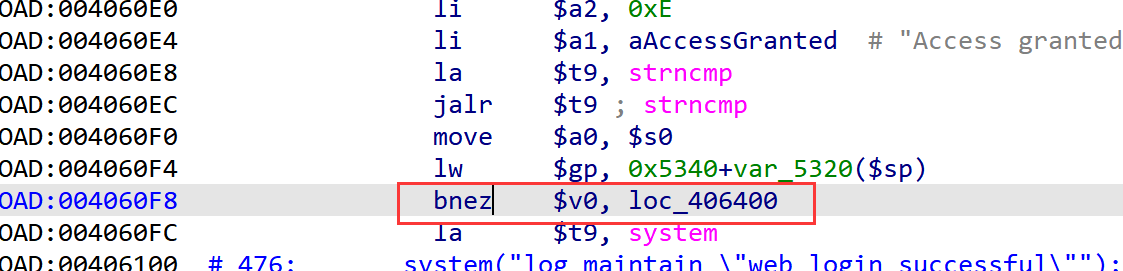 OAD:004060E0 li $a2, 0xE
OAD:004060E4 li $a1, aAccessGranted # "Access granted
OAD:004060E8 la $t9, strncmp
OAD:004060EC jalr $t9 ; strncmp
OAD:004060F0 move $a0, $s0
OAD:004060F4 lw $gp, 0x5340+var_5320($sp)
OAD:004060F8 bnez $v0, loc_406400
OAD:004060FC la $t9, system
OAD:00406100 # 476: system("log_maintain \"web login successful\"");